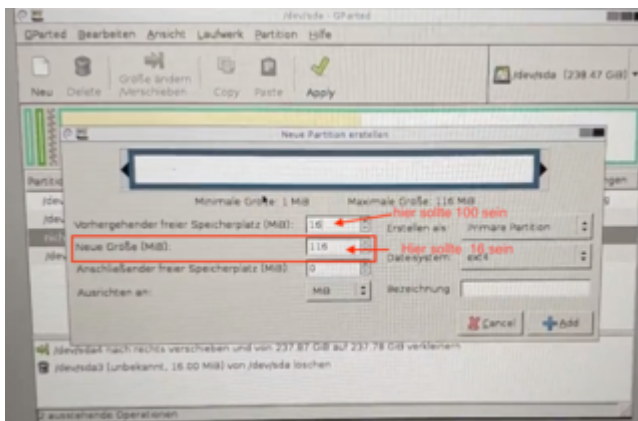 /dev/sda - GParted
GParted Bearbeiten Ansicht Laufwerk Partition Hilfe
Neu Delete Größe ändern/Verschieben Copy Paste Apply
/dev/sda (238.47 GiB)
Neue Partition erstellen
Minimale Größe: 1 MiB Maximale Größe: 116 MiB
hier sollte 100 sein
Vorhergehender freier Speicherplatz (MiB): 16 Erstellen als: Primäre Partition
Neue Größe (MiB): 116 Hier sollte 16 sein
Dateisystem: ext4
Anschließender freier Speicherplatz (MiB): 0
Ausrichten an: MiB Bezeichnung
Cancel Add
/dev/sda4 nach rechts verschieben und von 237.87 GiB auf 237.78 GiB verkleinern
/dev/sda3 (unbekannt, 16.00 MiB) von /dev/sda löschen
2 ausstehende Operationen